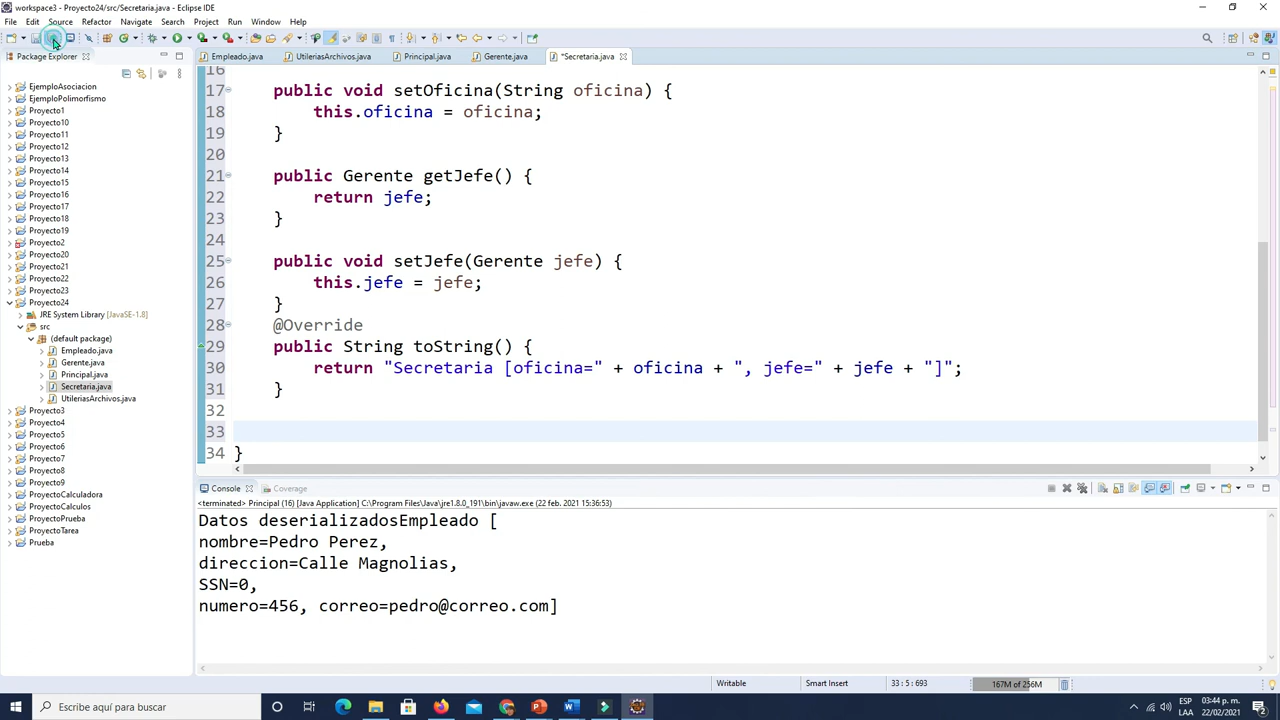 workspace3 - Proyecto24/src/Secretaria.java - Eclipse IDE
File Edit Source Refactor Navigate Search Project Run Window Help
Package Explorer
EjemploAsociacion
EjemploPolimorfismo
Proyecto1
Proyecto10
Proyecto11
Proyecto12
Proyecto13
Proyecto14
Proyecto15
Proyecto16
Proyecto17
Proyecto18
Proyecto19
Proyecto2
Proyecto20
Proyecto21
Proyecto22
Proyecto23
Proyecto24
JRE System Library [JavaSE-1.8]
src
(default package)
Empleado.java
Gerente.java
Principal.java
Secretaria.java
UtileriasArchivos.java
Proyecto3
Proyecto4
Proyecto5
Proyecto6
Proyecto7
Proyecto8
Proyecto9
ProyectoCalculadora
ProyectoCalculos
ProyectoPrueba
ProyectoTarea
Prueba
Empleado.java UtileriasArchivos.java Principal.java Gerente.java *Secretaria.java
16
17 public void setOficina(String oficina) {
18 this.oficina = oficina;
19 }
20
21 public Gerente getJefe() {
22 return jefe;
23 }
24
25 public void setJefe(Gerente jefe) {
26 this.jefe = jefe;
27 }
28 @Override
29 public String toString() {
30 return "Secretaria [oficina=" + oficina + ", jefe=" + jefe + "]";
31 }
32
33
34 }
Console Coverage
<terminated> Principal (16) [Java Application] C:\Program Files\Java\jre1.8.0_191\bin\javaw.exe (22 feb. 2021 15:36:53)
Datos deserializadosEmpleado [
nombre=Pedro Perez,
direccion=Calle Magnolias,
SSN=0,
numero=456, correo=pedro@correo.com]
Writable Smart Insert 33 : 5 : 693 167M of 256M
Escribe aquí para buscar
ESP
LAA
03:44 p. m.
22/02/2021
2